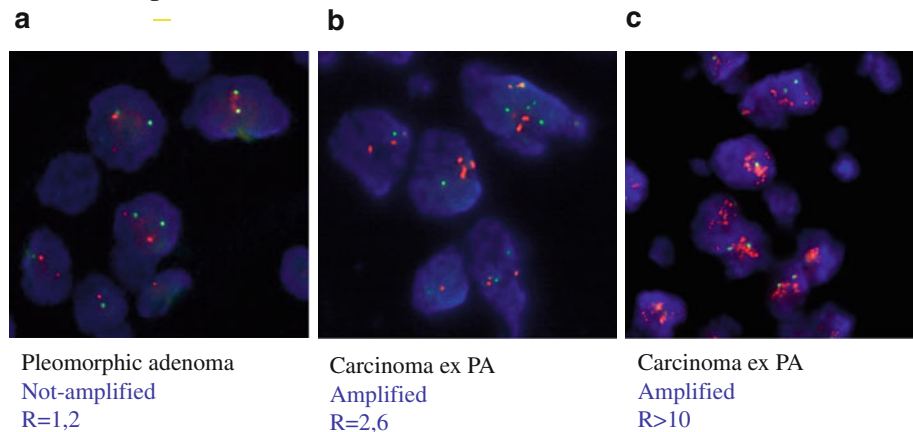 a
b
c
Pleomorphic adenoma
Not-amplified
R=1,2
Carcinoma ex PA
Amplified
R=2,6
Carcinoma ex PA
Amplified
R>10